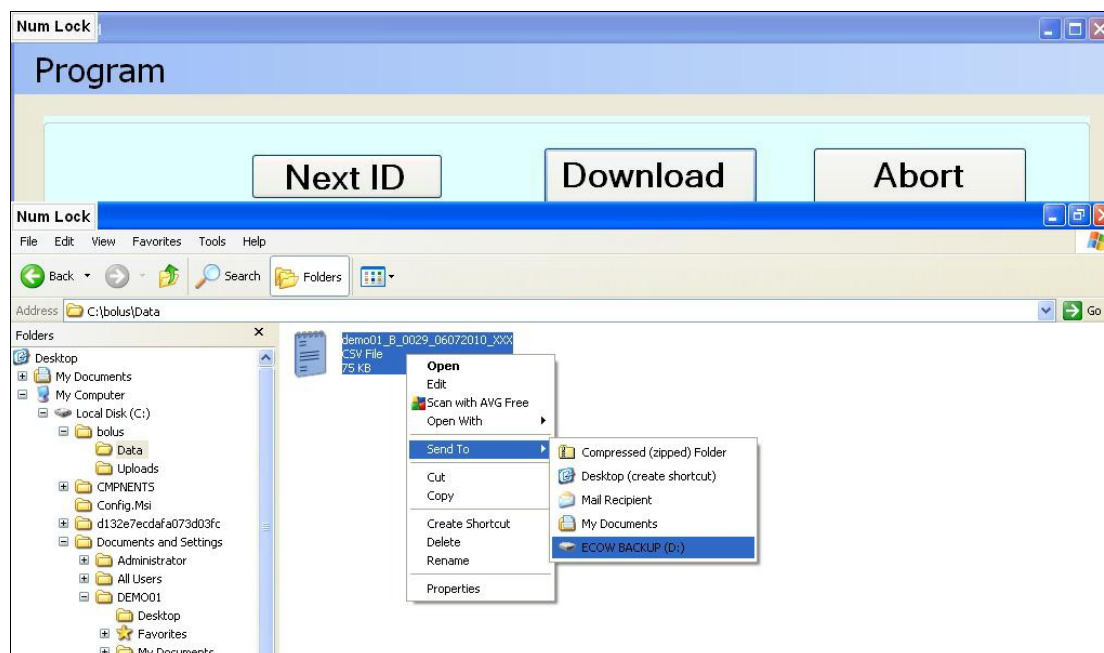 Num Lock
Program
Next ID Download Abort
Num Lock
File Edit View Favorites Tools Help
Back Search Folders
Address C:\bolus\Data Go
Folders
Desktop
My Documents
My Computer
Local Disk (C:)
bolus
Data
Uploads
CMPNENTS
Config.Msi
d132e7ecdafa073d03fc
Documents and Settings
Administrator
All Users
DEMO01
Desktop
Favorites
My Documents
demo01_B_0029_06072010_XXX
CSV File
75 KB
Open
Edit
Scan with AVG Free
Open With
Send To
Cut
Copy
Create Shortcut
Delete
Rename
Properties
Compressed (zipped) Folder
Desktop (create shortcut)
Mail Recipient
My Documents
ECOW BACKUP (D:)